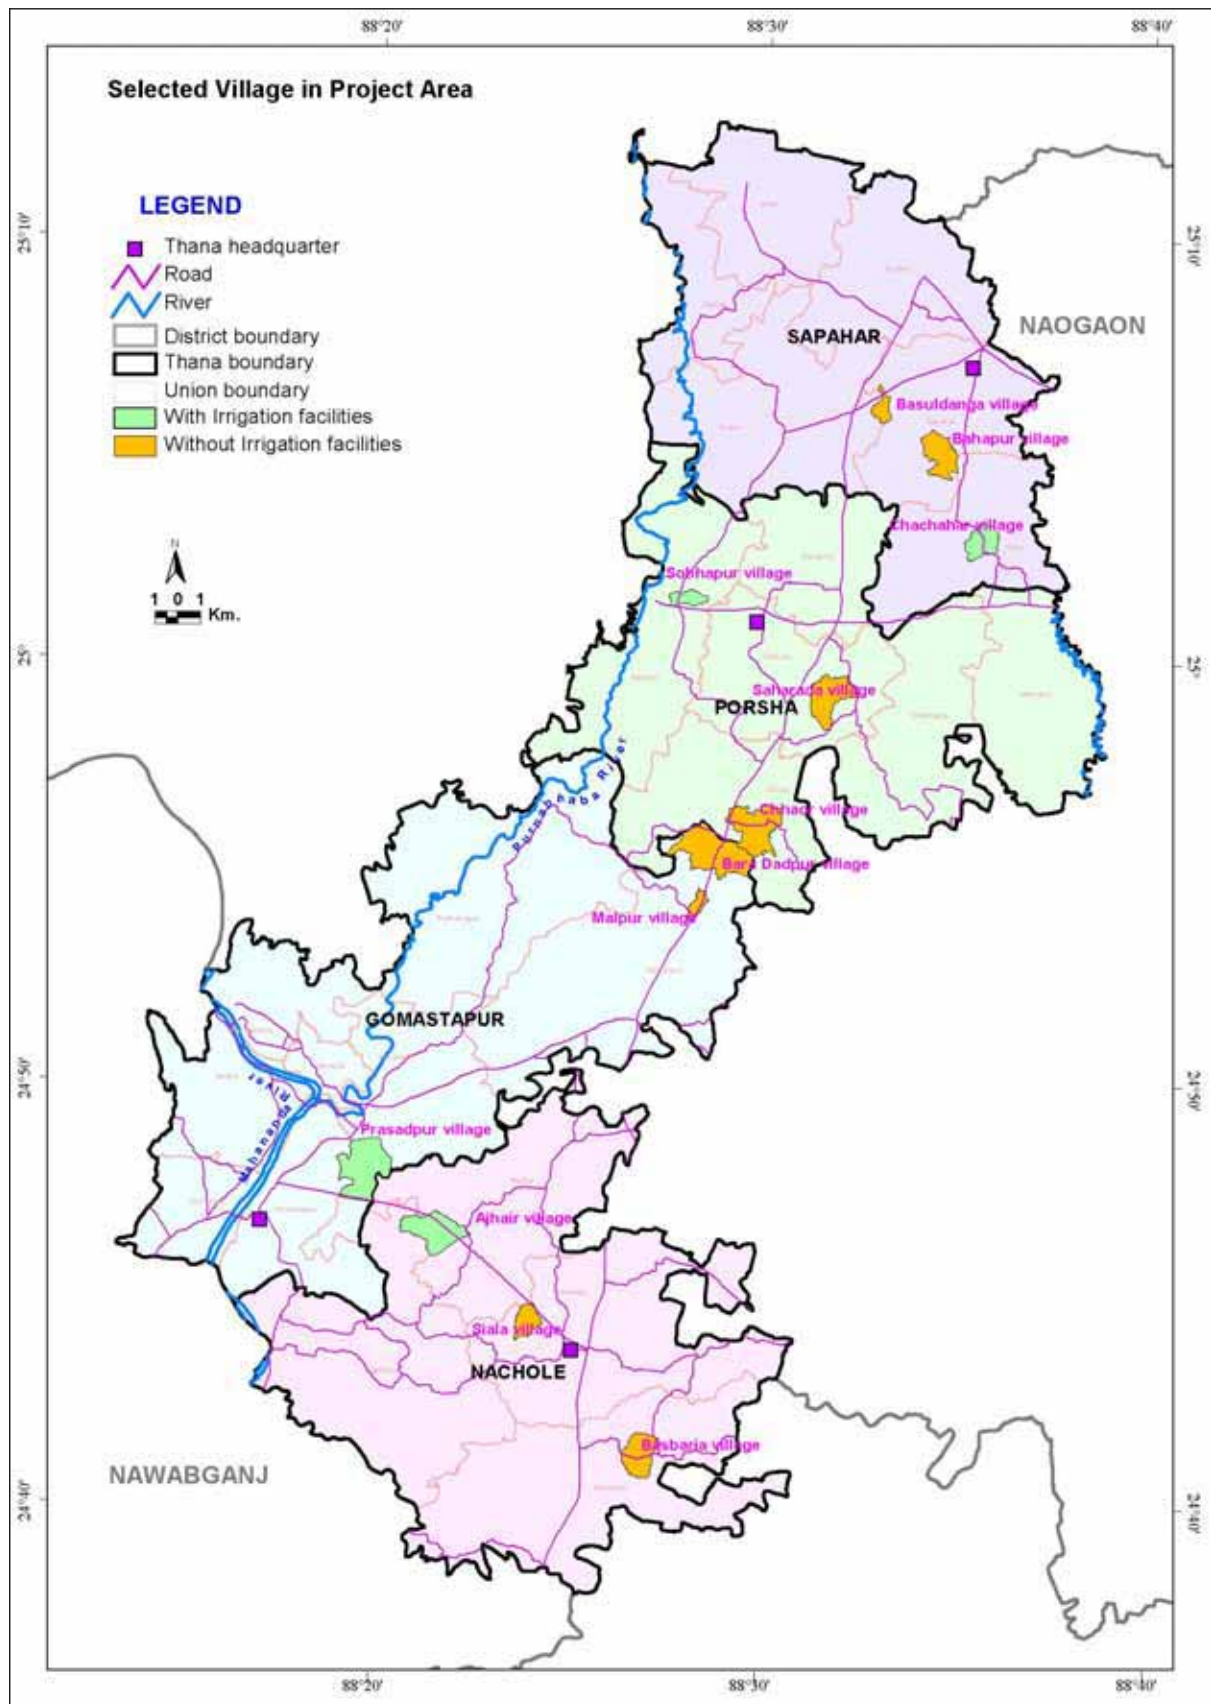 88°20'
88°30'
88°40'
Selected Village in Project Area
LEGEND
Thana headquarter
Road
River
District boundary
Thana boundary
Union boundary
With Irrigation facilities
Without Irrigation facilities
25°10'
25°10'
NAOGAON
SAPAHAR
Basuldanga village
Bahapur village
Chachahar village
N
1 0 1 Km.
Sobhapur village
25°
25°
Saharada village
PORSHA
Purnabhaba River
Chhaor village
Bara Dadpur village
Malpur village
GOMASTAPUR
24°50'
24°50'
Mahananda River
Prasadpur village
Ajhair village
Siala village
NACHOLE
Basbaria village
NAWABGANJ
24°40'
24°40'
88°20'
88°30'
88°40'